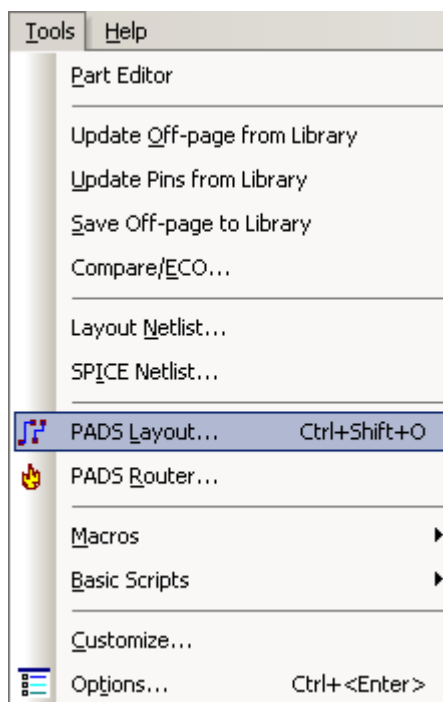 Tools Help
Part Editor
Update Off-page from Library
Update Pins from Library
Save Off-page to Library
Compare/ECO...
Layout Netlist...
SPICE Netlist...
PADS Layout... Ctrl+Shift+O
PADS Router...
Macros
Basic Scripts
Customize...
Options... Ctrl+<Enter>